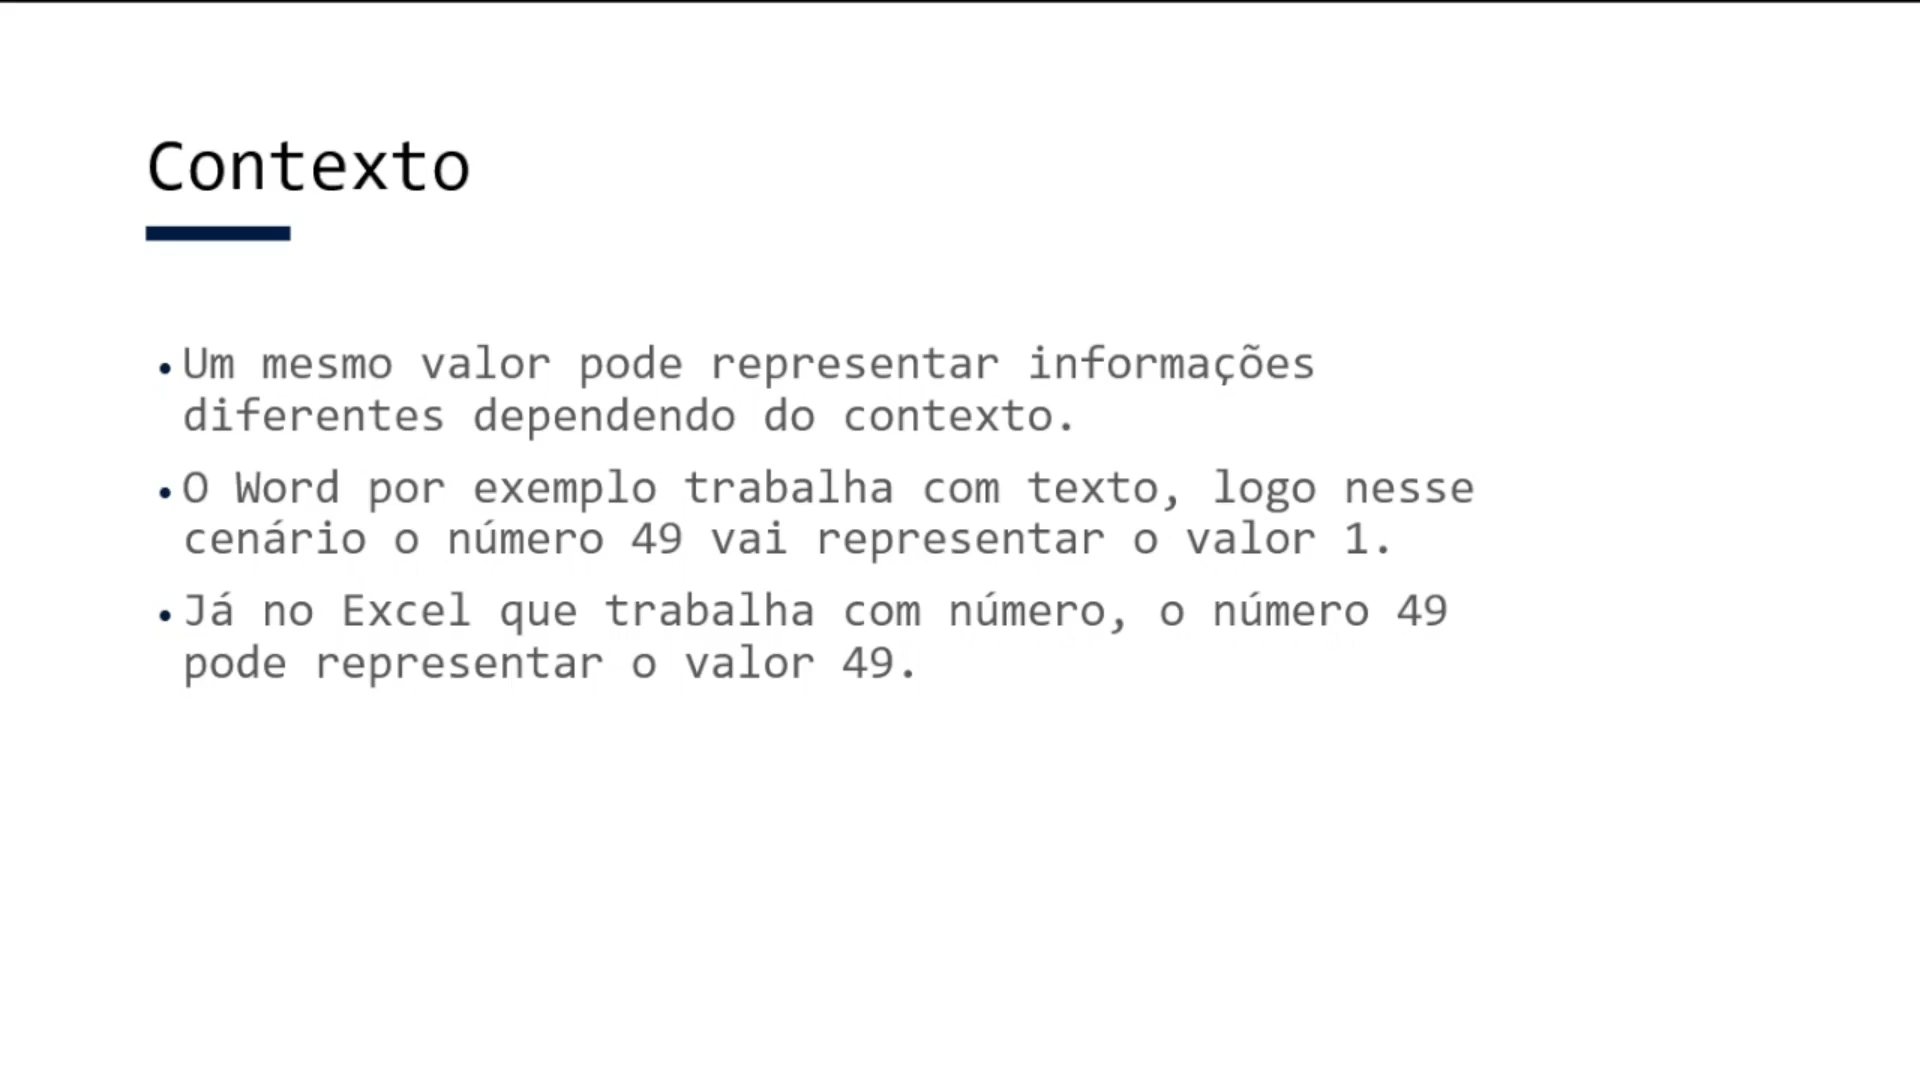 Contexto
• Um mesmo valor pode representar informações
diferentes dependendo do contexto.
• O Word por exemplo trabalha com texto, logo nesse
cenário o número 49 vai representar o valor 1.
• Já no Excel que trabalha com número, o número 49
pode representar o valor 49.